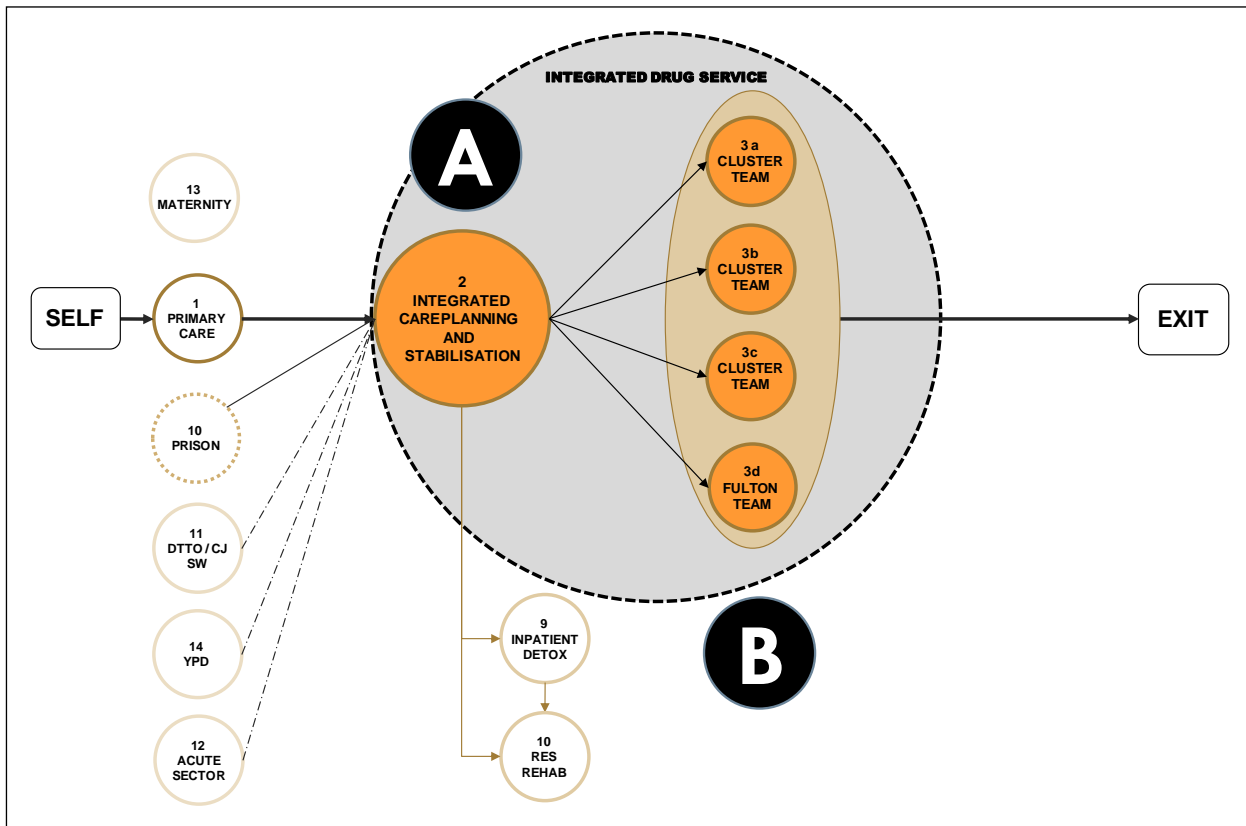 INTEGRATED DRUG SERVICE
A
13
MATERNITY
SELF
1
PRIMARY
CARE
10
PRISON
11
DTTO / CJ
SW
14
YPD
12
ACUTE
SECTOR
2
INTEGRATED
CAREPLANNING
AND
STABILISATION
3a
CLUSTER
TEAM
3b
CLUSTER
TEAM
3c
CLUSTER
TEAM
3d
FULTON
TEAM
9
INPATIENT
DETOX
10
RES
REHAB
B
EXIT